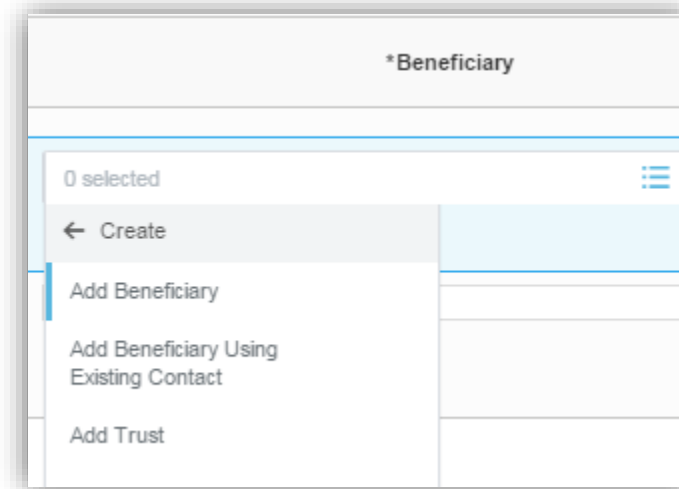 *Beneficiary
0 selected
← Create
Add Beneficiary
Add Beneficiary Using
Existing Contact
Add Trust